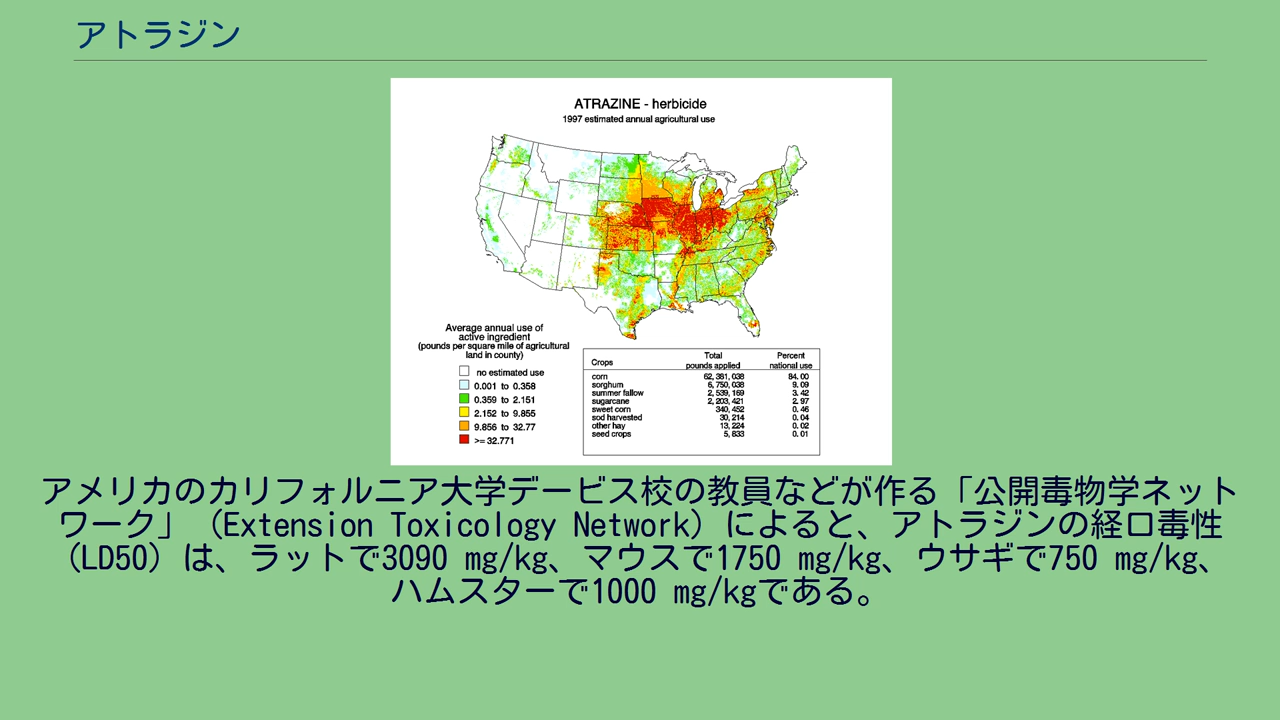 アトラジン
ATRAZINE - herbicide
1997 estimated annual agricultural use
Average annual use of
active ingredient
(pounds per square mile of agricultural
land in county)
no estimated use
0.001 to 0.358
0.359 to 2.151
2.152 to 9.855
9.856 to 32.77
>= 32.771
Crops Total pounds applied Percent national use
corn 62, 381, 038 84. 00
sorghum 6, 750, 038 9. 09
summer fallow 2, 539, 169 3. 42
sugarcane 2, 203, 421 2. 97
sweet corn 340, 452 0. 46
sod harvested 30, 214 0. 04
other hay 13, 224 0. 02
seed crops 5, 833 0. 01
アメリカのカリフォルニア大学デービス校の教員などが作る「公開毒物学ネット
ワーク」（Extension Toxicology Network）によると、アトラジンの経口毒性
（LD50）は、ラットで3090 mg/kg、マウスで1750 mg/kg、ウサギで750 mg/kg、
ハムスターで1000 mg/kgである。